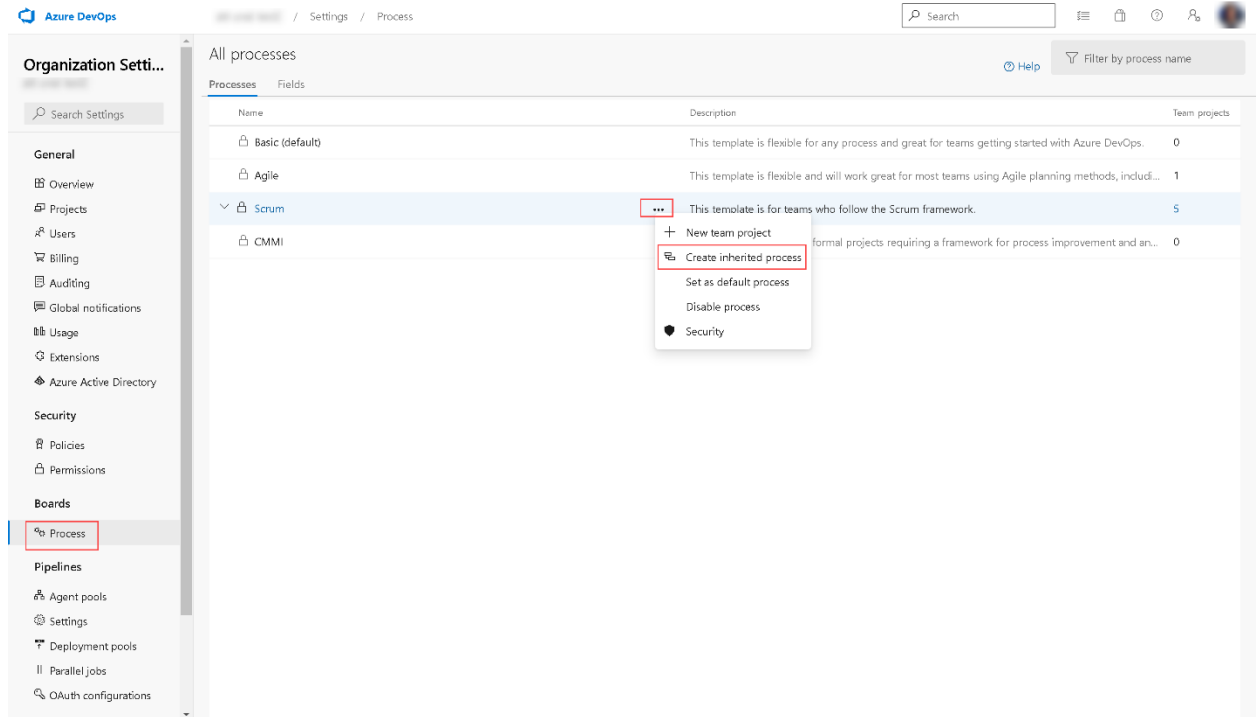 Azure DevOps
/ Settings / Process
Search
Organization Setti...
Search Settings
General
Overview
Projects
Users
Billing
Auditing
Global notifications
Usage
Extensions
Azure Active Directory
Security
Policies
Permissions
Boards
Process
Pipelines
Agent pools
Settings
Deployment pools
Parallel jobs
OAuth configurations
All processes
Help
Filter by process name
Processes Fields
Name Description Team projects
Basic (default) This template is flexible for any process and great for teams getting started with Azure DevOps. 0
Agile This template is flexible and will work great for most teams using Agile planning methods, includi... 1
Scrum ... This template is for teams who follow the Scrum framework. 5
CMMI formal projects requiring a framework for process improvement and an... 0
New team project
Create inherited process
Set as default process
Disable process
Security